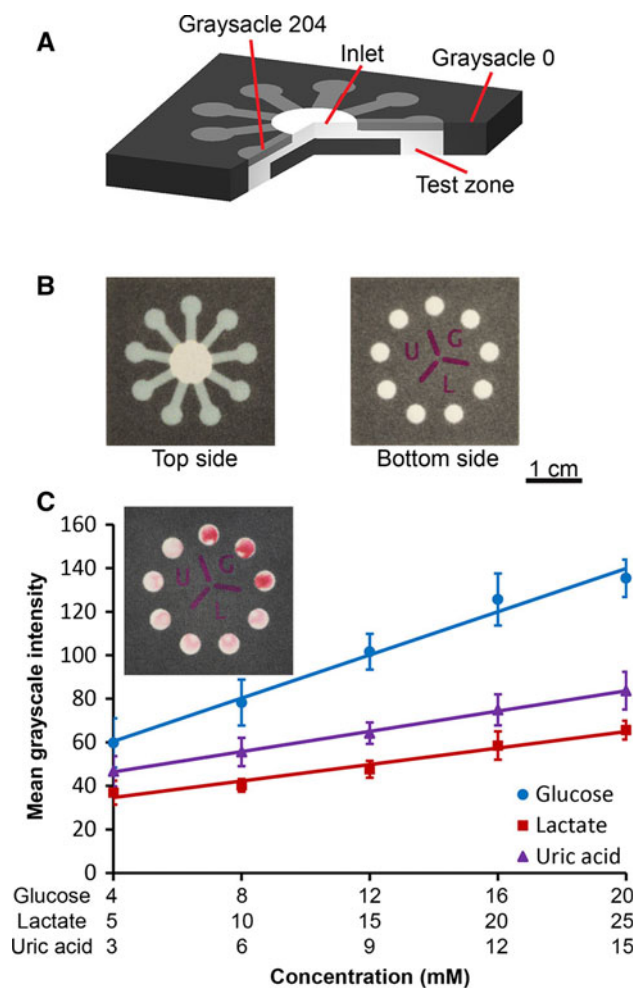 A
Graysacle 204
Inlet
Graysacle 0
Test zone
B
U G
L
Top side
Bottom side
1 cm
C
160
140
120
100
80
60
40
20
0
Mean grayscale intensity
U G
L
Glucose
Lactate
Uric acid
Glucose 4 8 12 16 20
Lactate 5 10 15 20 25
Uric acid 3 6 9 12 15
Concentration (mM)